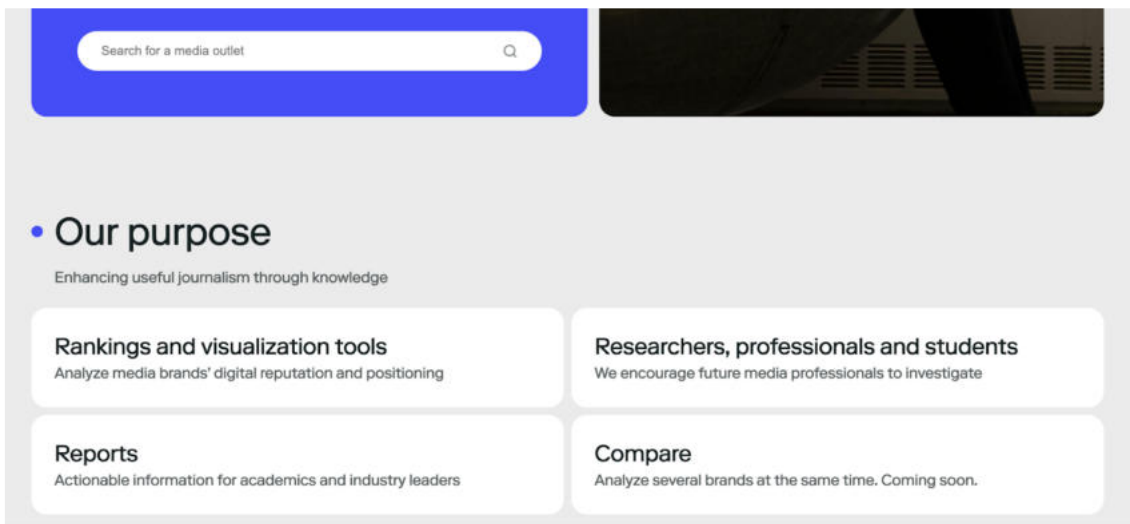 Search for a media outlet
Our purpose
Enhancing useful journalism through knowledge
Rankings and visualization tools
Analyze media brands' digital reputation and positioning
Researchers, professionals and students
We encourage future media professionals to investigate
Reports
Actionable information for academics and industry leaders
Compare
Analyze several brands at the same time. Coming soon.